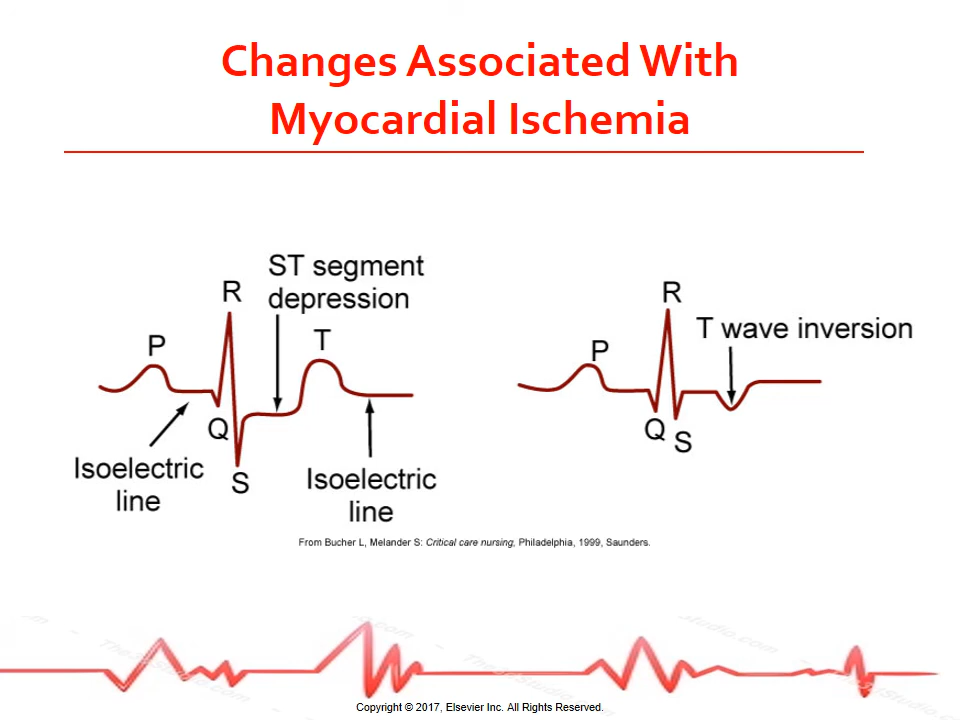 Changes Associated With
Myocardial Ischemia
ST segment
depression
R
P
T
Q
S
Isoelectric
line
Isoelectric
line
R
T wave inversion
P
Q
S
From Bucher L, Melander S: Critical care nursing, Philadelphia, 1999, Saunders.
Copyright © 2017, Elsevier Inc. All Rights Reserved.